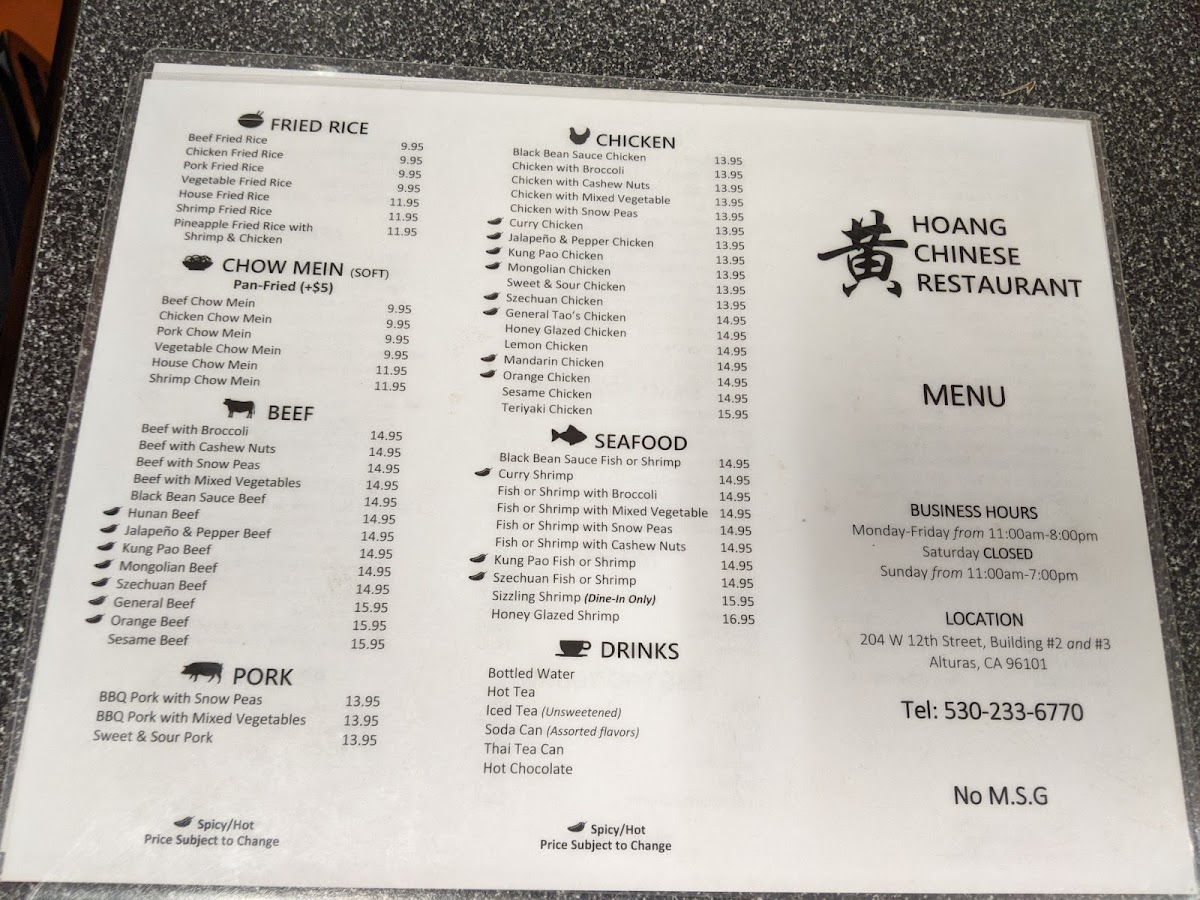 FRIED RICE
Beef Fried Rice 9.95
Chicken Fried Rice 9.95
Pork Fried Rice 9.95
Vegetable Fried Rice 9.95
House Fried Rice 11.95
Shrimp Fried Rice 11.95
Pineapple Fried Rice with 11.95
Shrimp & Chicken
CHOW MEIN (SOFT)
Pan-Fried (+$5)
Beef Chow Mein 9.95
Chicken Chow Mein 9.95
Pork Chow Mein 9.95
Vegetable Chow Mein 9.95
House Chow Mein 11.95
Shrimp Chow Mein 11.95
BEEF
Beef with Broccoli 14.95
Beef with Cashew Nuts 14.95
Beef with Snow Peas 14.95
Beef with Mixed Vegetables 14.95
Black Bean Sauce Beef 14.95
Hunan Beef 14.95
Jalapeño & Pepper Beef 14.95
Kung Pao Beef 14.95
Mongolian Beef 14.95
Szechuan Beef 14.95
General Beef 15.95
Orange Beef 15.95
Sesame Beef 15.95
PORK
BBQ Pork with Snow Peas 13.95
BBQ Pork with Mixed Vegetables 13.95
Sweet & Sour Pork 13.95
Spicy/Hot
Price Subject to Change
CHICKEN
Black Bean Sauce Chicken 13.95
Chicken with Broccoli 13.95
Chicken with Cashew Nuts 13.95
Chicken with Mixed Vegetable 13.95
Chicken with Snow Peas 13.95
Curry Chicken 13.95
Jalapeño & Pepper Chicken 13.95
Kung Pao Chicken 13.95
Mongolian Chicken 13.95
Sweet & Sour Chicken 13.95
Szechuan Chicken 13.95
General Tao's Chicken 14.95
Honey Glazed Chicken 14.95
Lemon Chicken 14.95
Mandarin Chicken 14.95
Orange Chicken 14.95
Sesame Chicken 14.95
Teriyaki Chicken 15.95
SEAFOOD
Black Bean Sauce Fish or Shrimp 14.95
Curry Shrimp 14.95
Fish or Shrimp with Broccoli 14.95
Fish or Shrimp with Mixed Vegetable 14.95
Fish or Shrimp with Snow Peas 14.95
Fish or Shrimp with Cashew Nuts 14.95
Kung Pao Fish or Shrimp 14.95
Szechuan Fish or Shrimp 14.95
Sizzling Shrimp (Dine-In Only) 15.95
Honey Glazed Shrimp 16.95
DRINKS
Bottled Water
Hot Tea
Iced Tea (Unsweetened)
Soda Can (Assorted flavors)
Thai Tea Can
Hot Chocolate
Spicy/Hot
Price Subject to Change
黃
HOANG
CHINESE
RESTAURANT
MENU
BUSINESS HOURS
Monday-Friday from 11:00am-8:00pm
Saturday CLOSED
Sunday from 11:00am-7:00pm
LOCATION
204 W 12th Street, Building #2 and #3
Alturas, CA 96101
Tel: 530-233-6770
No M.S.G